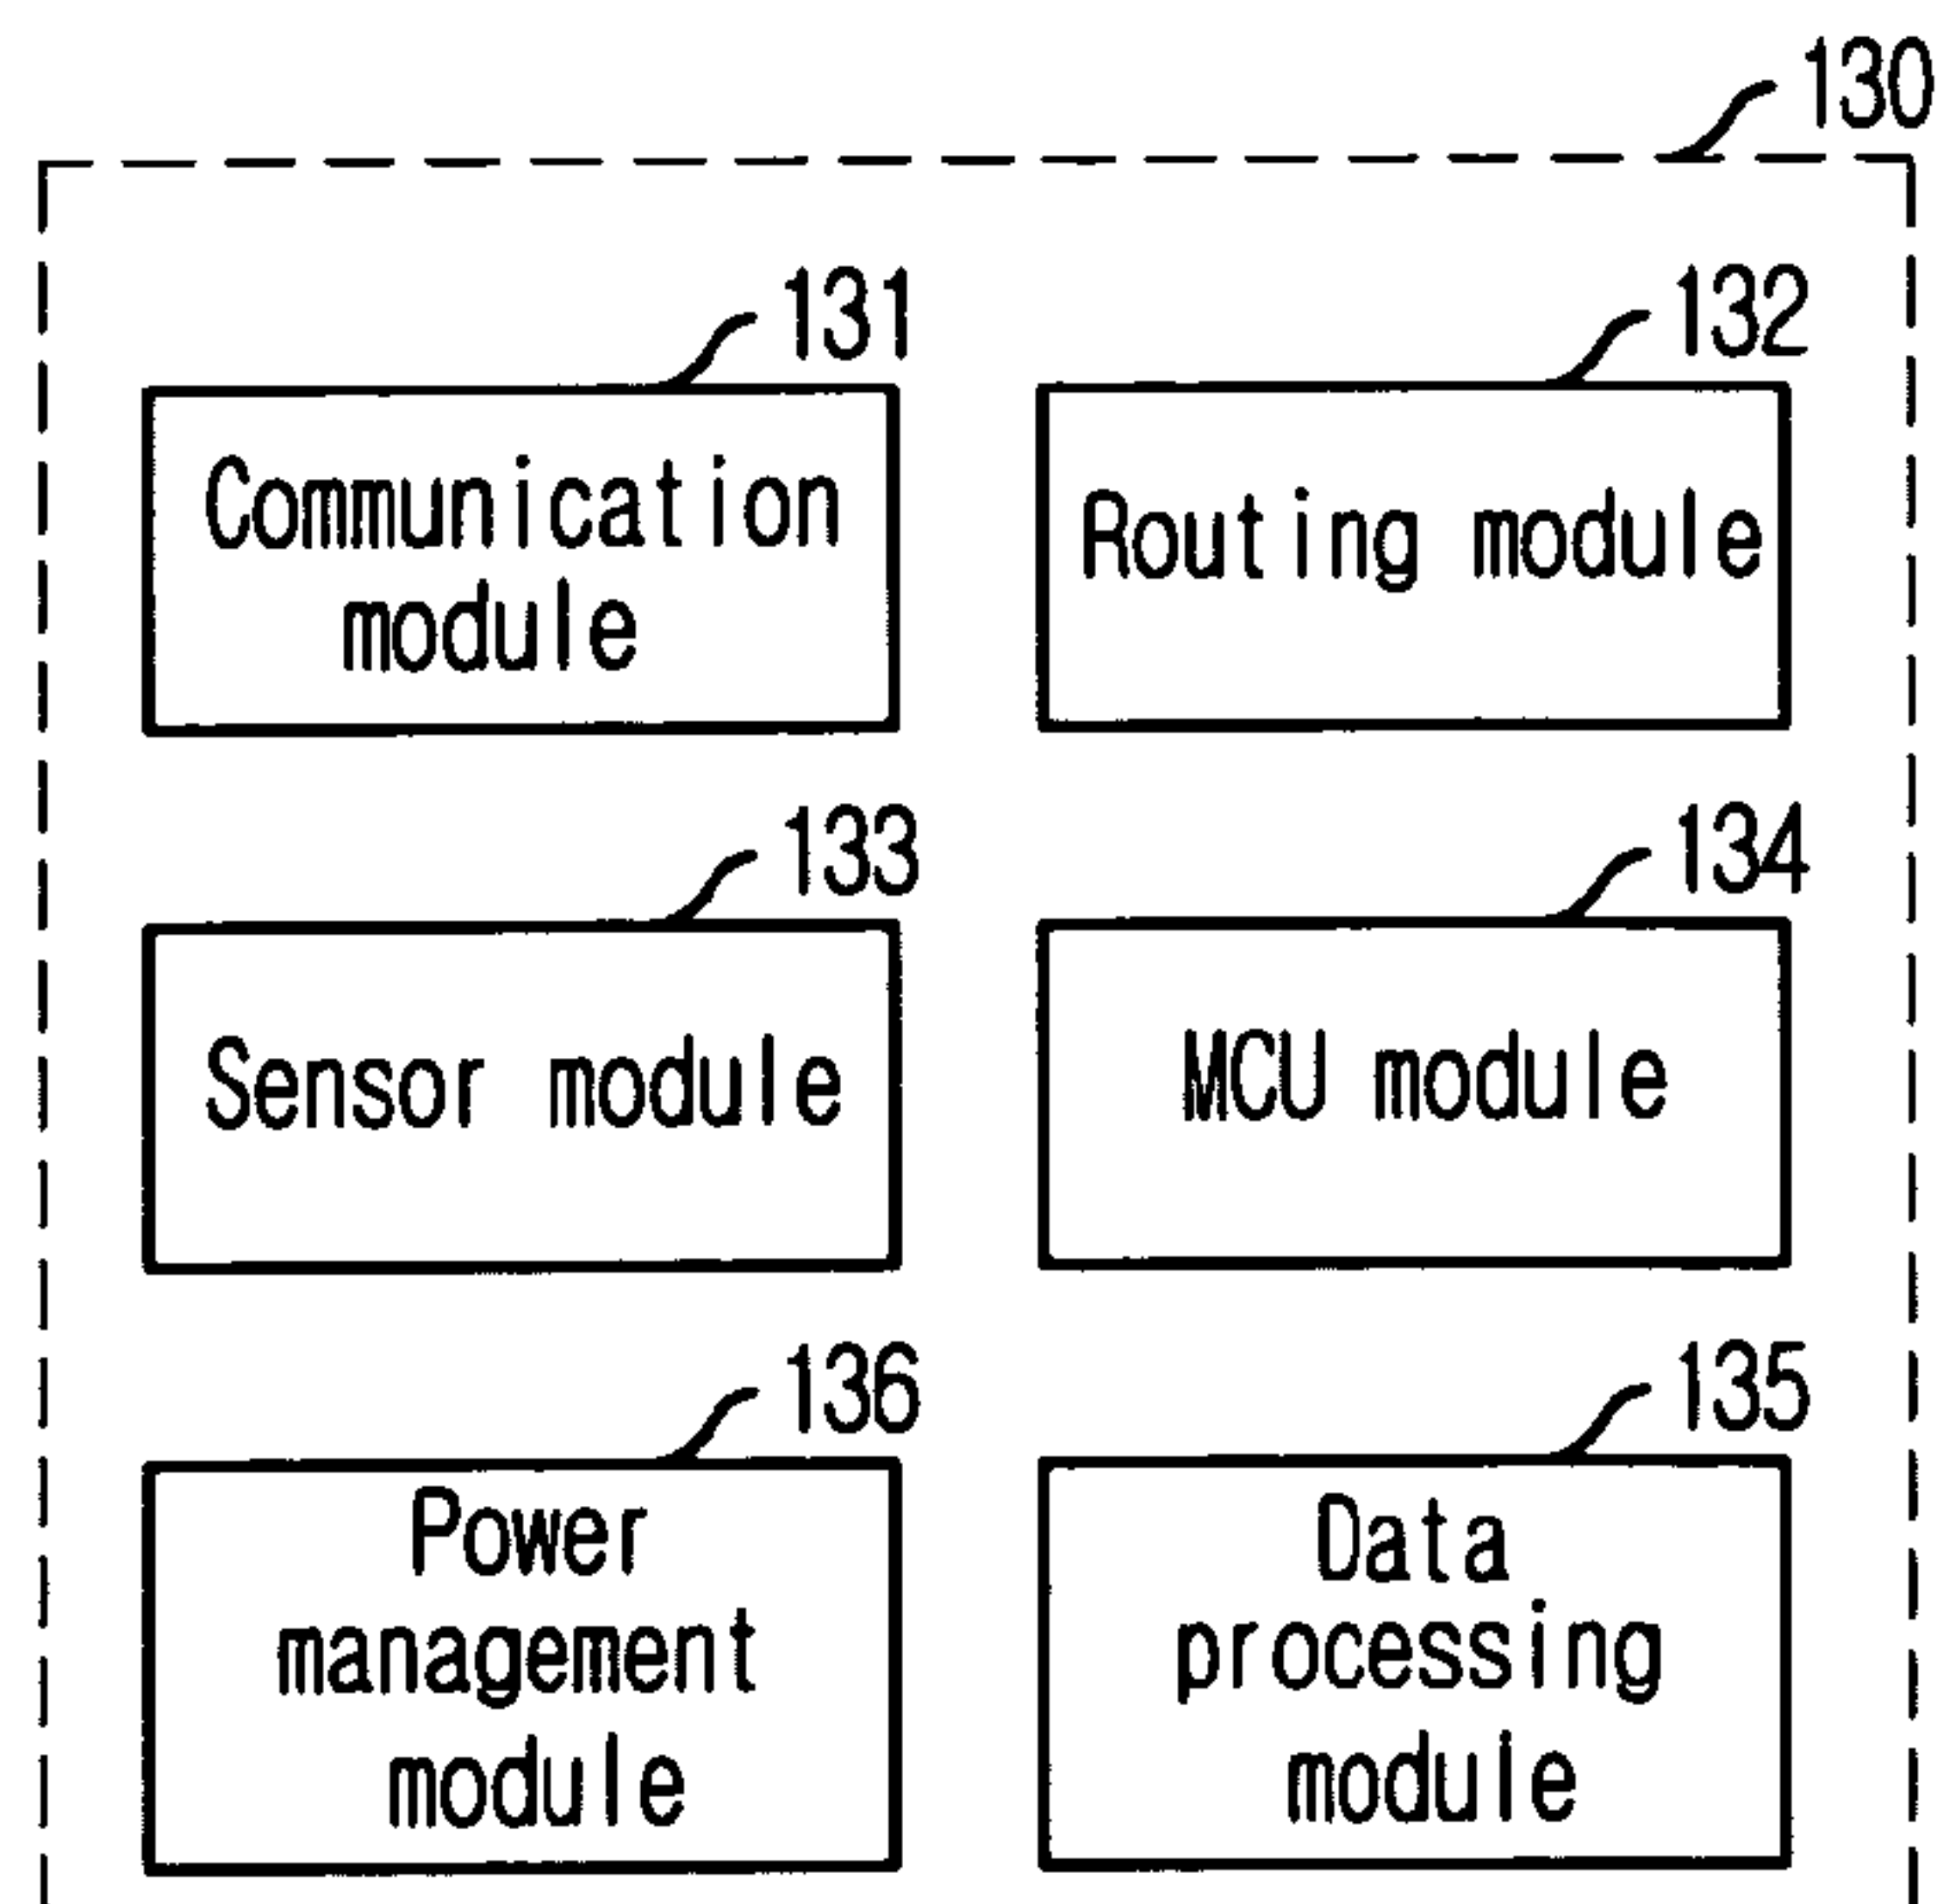 130
131
132
Communication
module
Routing module
133
134
Sensor module
MCU module
136
135
Power
management
module
Data
processing
module